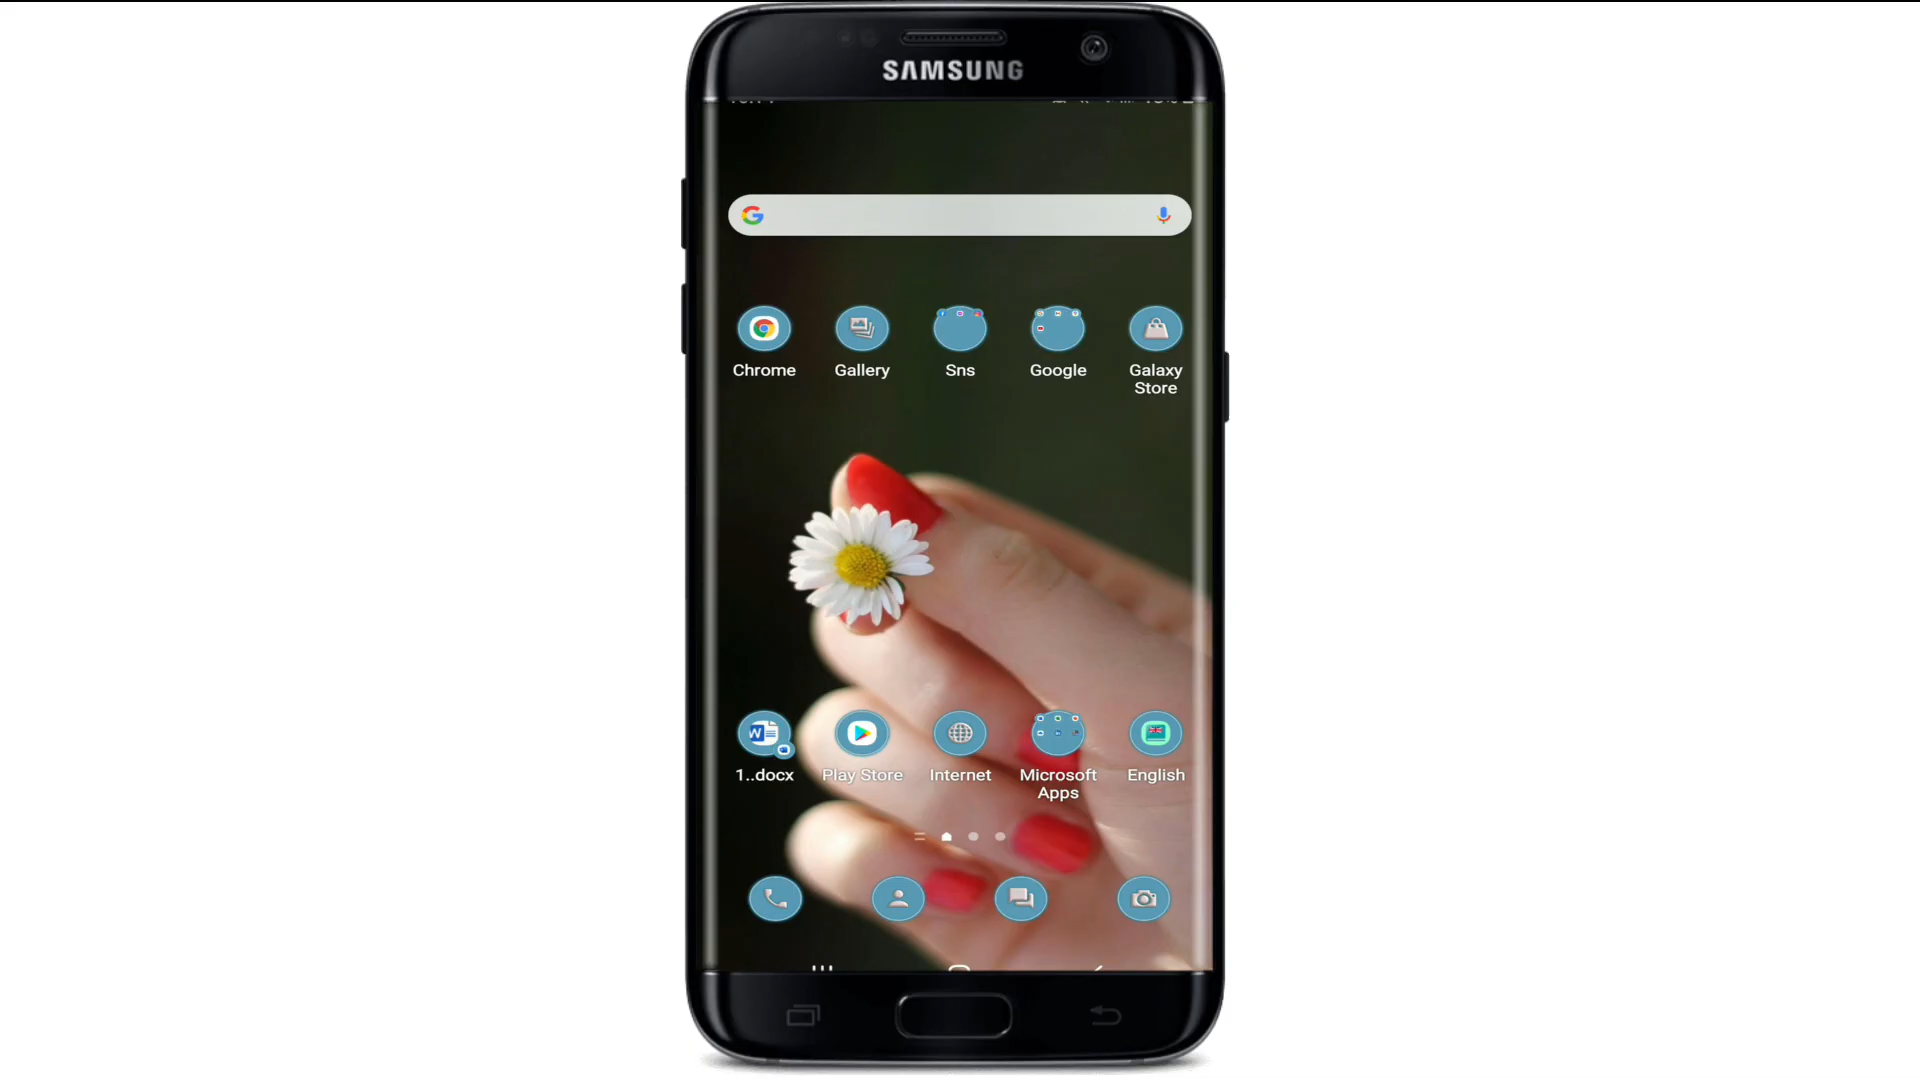 SAMSUNG
Chrome
Gallery
Sns
Google
Galaxy
Store
1..docx
Play Store
Internet
Microsoft
Apps
English